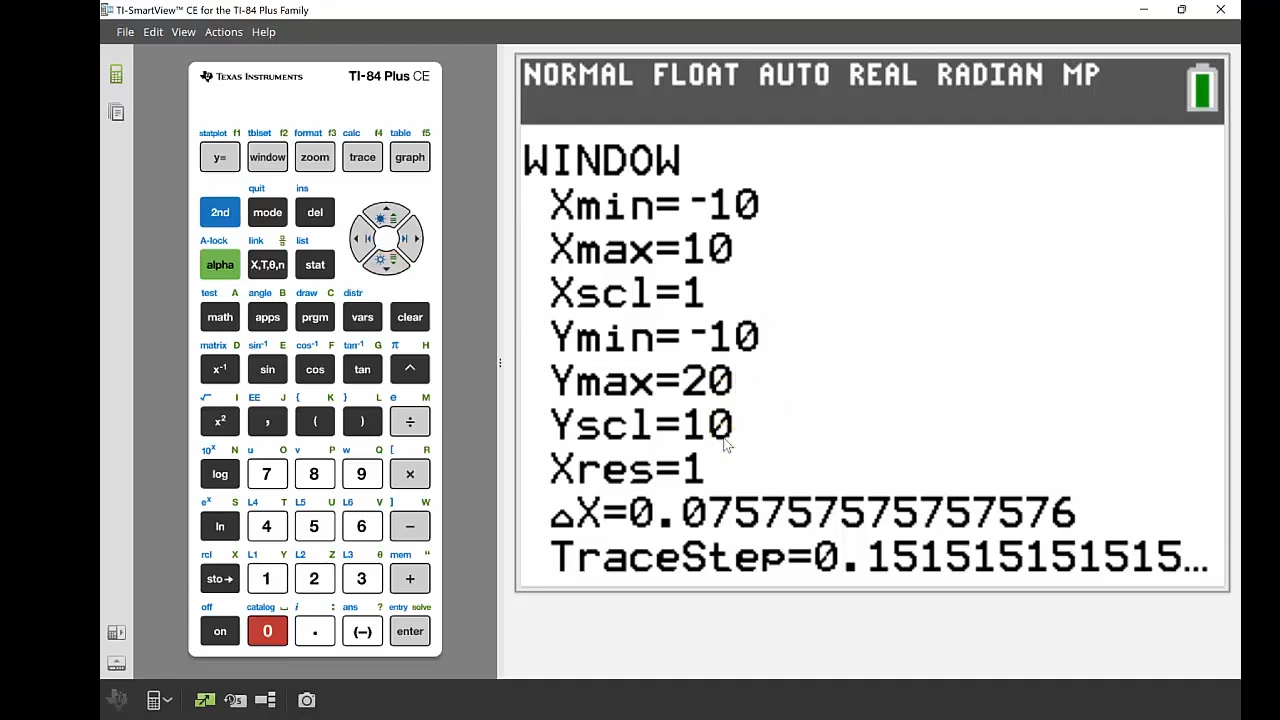 TI-SmartView™ CE for the TI-84 Plus Family
File Edit View Actions Help
TEXAS INSTRUMENTS TI-84 Plus CE
statplot f1 tblset f2 format f3 calc f4 table f5
y= window zoom trace graph
quit ins
2nd mode del
A-lock link list
alpha X,T,θ,n stat
test A angle B draw C distr
math apps prgm vars clear
matrix D sin⁻¹ E cos⁻¹ F tan⁻¹ G π H
x⁻¹ sin cos tan ^
√ I EE J { K } L e M
x² , ( ) ÷
10ˣ N u O v P w Q [ R
log 7 8 9 ×
eˣ S L4 T L5 U L6 V ] W
ln 4 5 6 −
rcl X L1 Y L2 Z L3 θ mem "
sto→ 1 2 3 +
off catalog i : ans ? entry solve
on 0 . (−) enter
NORMAL FLOAT AUTO REAL RADIAN MP
WINDOW
Xmin=-10
Xmax=10
Xscl=1
Ymin=-10
Ymax=20
Yscl=10
Xres=1
△X=0.075757575757576
TraceStep=0.151515151515…